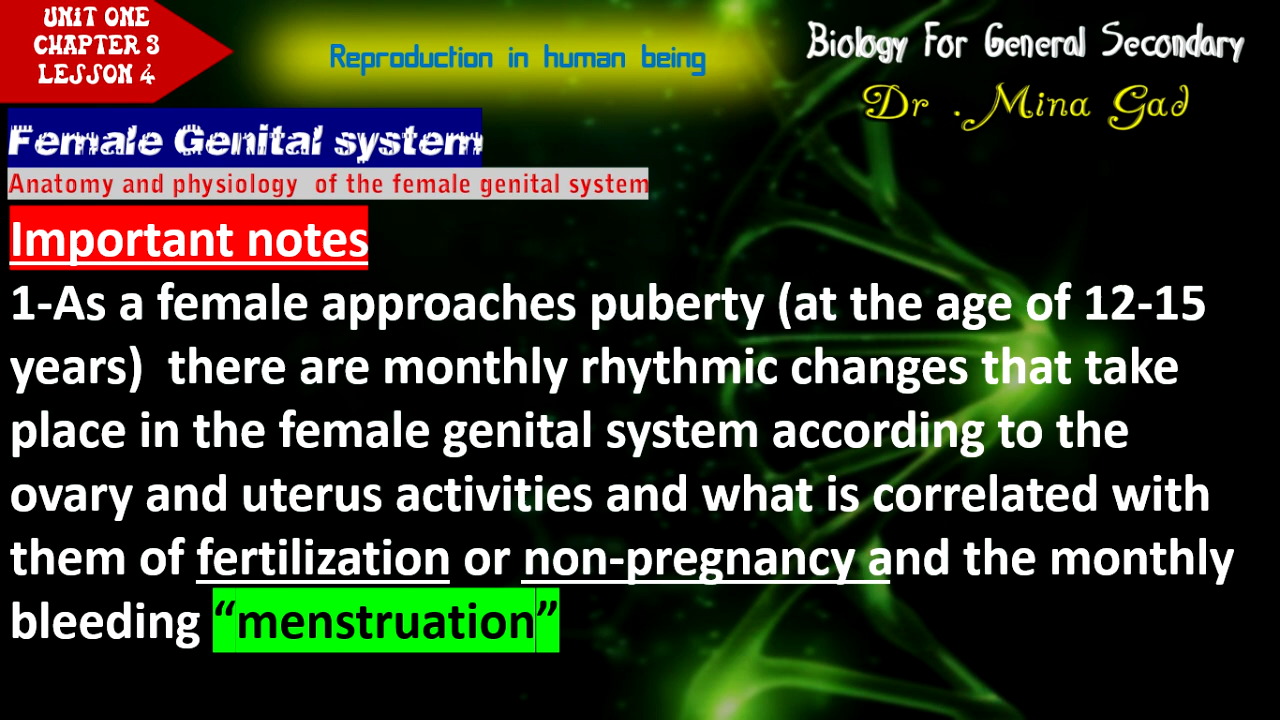 UNIT ONE
CHAPTER 3
LESSON 4
Reproduction in human being
Biology For General Secondary
Dr . Mina Gad
Female Genital system
Anatomy and physiology of the female genital system
Important notes
1-As a female approaches puberty (at the age of 12-15
years) there are monthly rhythmic changes that take
place in the female genital system according to the
ovary and uterus activities and what is correlated with
them of fertilization or non-pregnancy and the monthly
bleeding “menstruation”